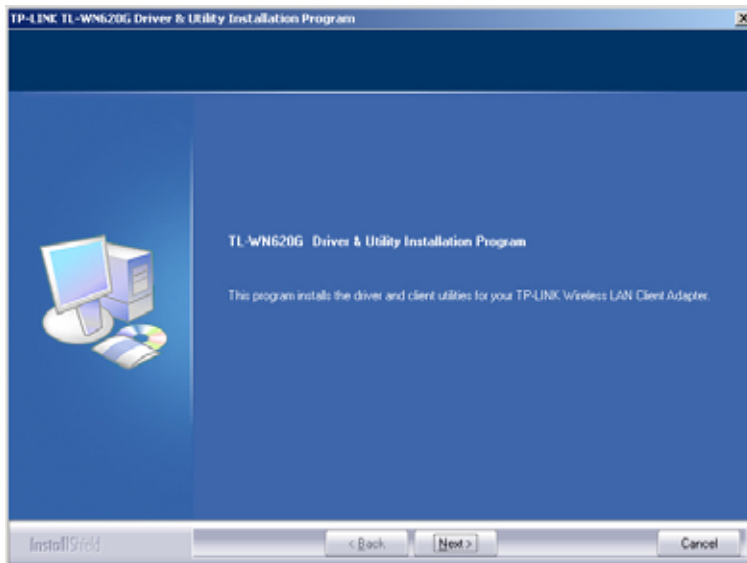 TP-LINK TL-WN620G Driver & Utility Installation Program
TL-WN620G Driver & Utility Installation Program
This program installs the driver and client utilities for your TP-LINK Wireless LAN Client Adapter.
InstallShield
< Back Next > Cancel